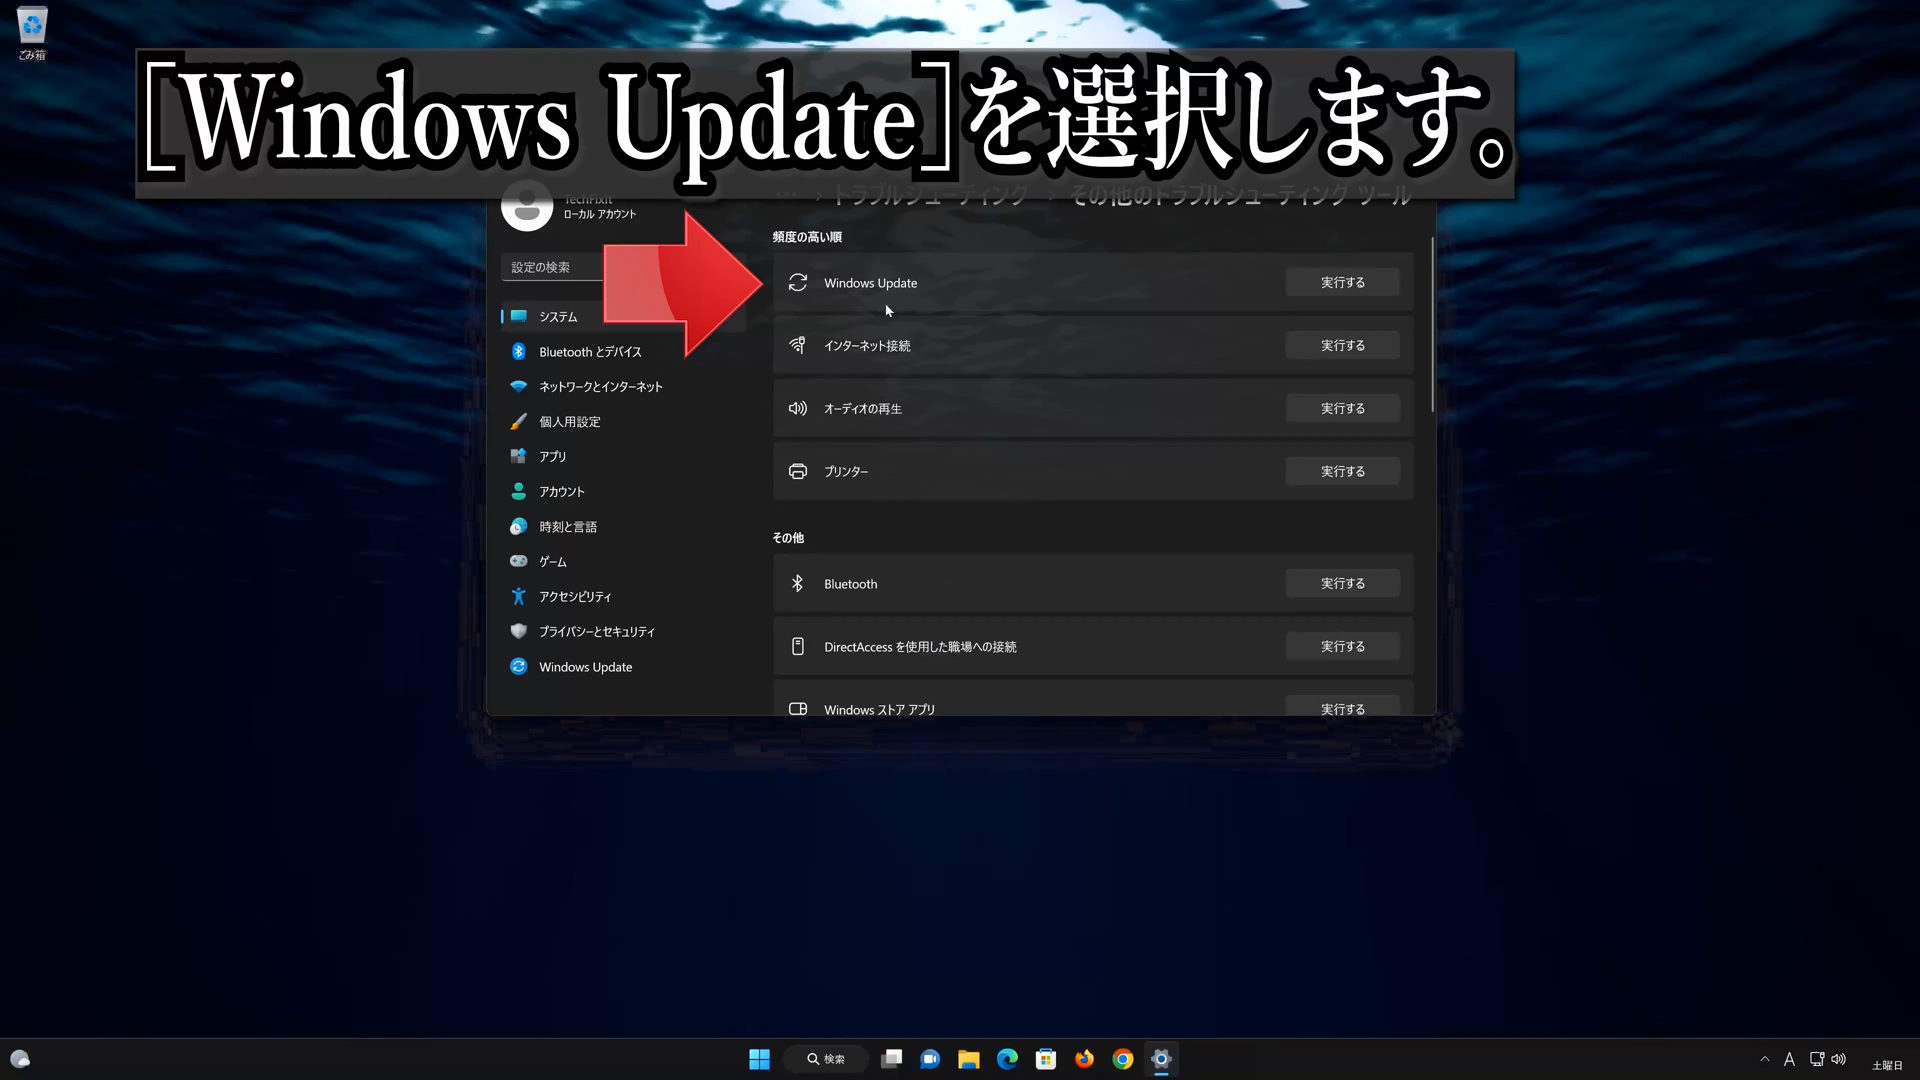 ごみ箱
[Windows Update]を選択します。
TechFixIt
ローカル アカウント
… › トラブルシューティング › その他のトラブルシューティング ツール
設定の検索
システム
Bluetooth とデバイス
ネットワークとインターネット
個人用設定
アプリ
アカウント
時刻と言語
ゲーム
アクセシビリティ
プライバシーとセキュリティ
Windows Update
頻度の高い順
Windows Update 実行する
インターネット接続 実行する
オーディオの再生 実行する
プリンター 実行する
その他
Bluetooth 実行する
DirectAccess を使用した職場への接続 実行する
Windows ストア アプリ 実行する
検索
A
土曜日